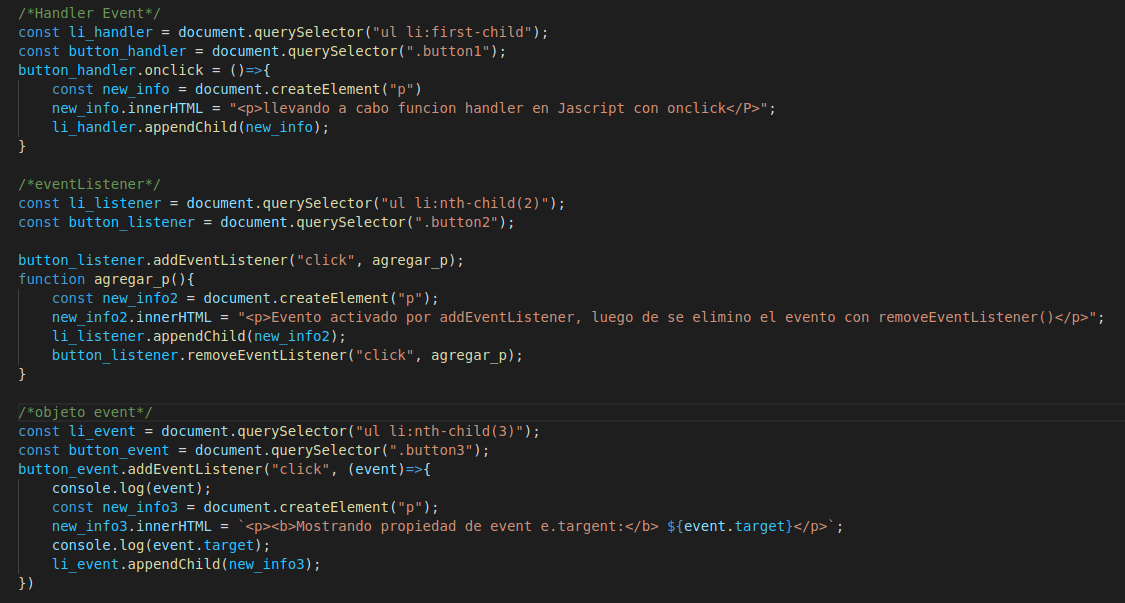 /*Handler Event*/
const li_handler = document.querySelector("ul li:first-child");
const button_handler = document.querySelector(".button1");
button_handler.onclick = ()=>{
    const new_info = document.createElement("p")
    new_info.innerHTML = "<p>llevando a cabo funcion handler en Jascript con onclick</P>";
    li_handler.appendChild(new_info);
}
/*eventListener*/
const li_listener = document.querySelector("ul li:nth-child(2)");
const button_listener = document.querySelector(".button2");
button_listener.addEventListener("click", agregar_p);
function agregar_p(){
    const new_info2 = document.createElement("p");
    new_info2.innerHTML = "<p>Evento activado por addEventListener, luego de se elimino el evento con removeEventListener()</p>";
    li_listener.appendChild(new_info2);
    button_listener.removeEventListener("click", agregar_p);
}
/*objeto event*/
const li_event = document.querySelector("ul li:nth-child(3)");
const button_event = document.querySelector(".button3");
button_event.addEventListener("click", (event)=>{
    console.log(event);
    const new_info3 = document.createElement("p");
    new_info3.innerHTML = `<p><b>Mostrando propiedad de event e.targent:</b> ${event.target}</p>`;
    console.log(event.target);
    li_event.appendChild(new_info3);
})